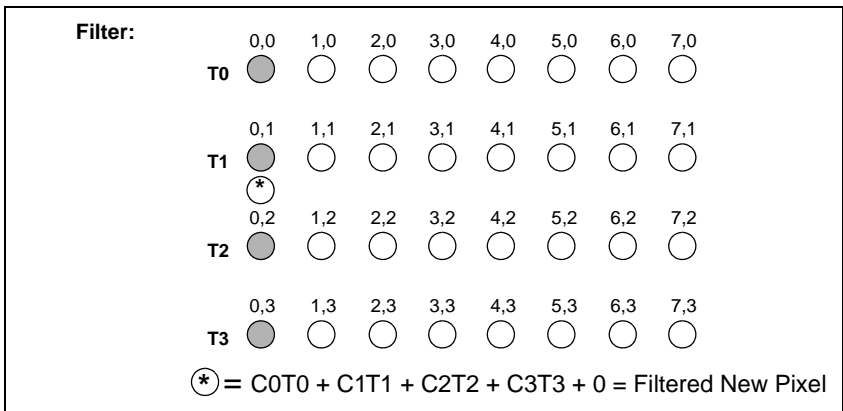 Filter:
0,0 1,0 2,0 3,0 4,0 5,0 6,0 7,0
T0
0,1 1,1 2,1 3,1 4,1 5,1 6,1 7,1
T1
*
0,2 1,2 2,2 3,2 4,2 5,2 6,2 7,2
T2
0,3 1,3 2,3 3,3 4,3 5,3 6,3 7,3
T3
* = C0T0 + C1T1 + C2T2 + C3T3 + 0 = Filtered New Pixel